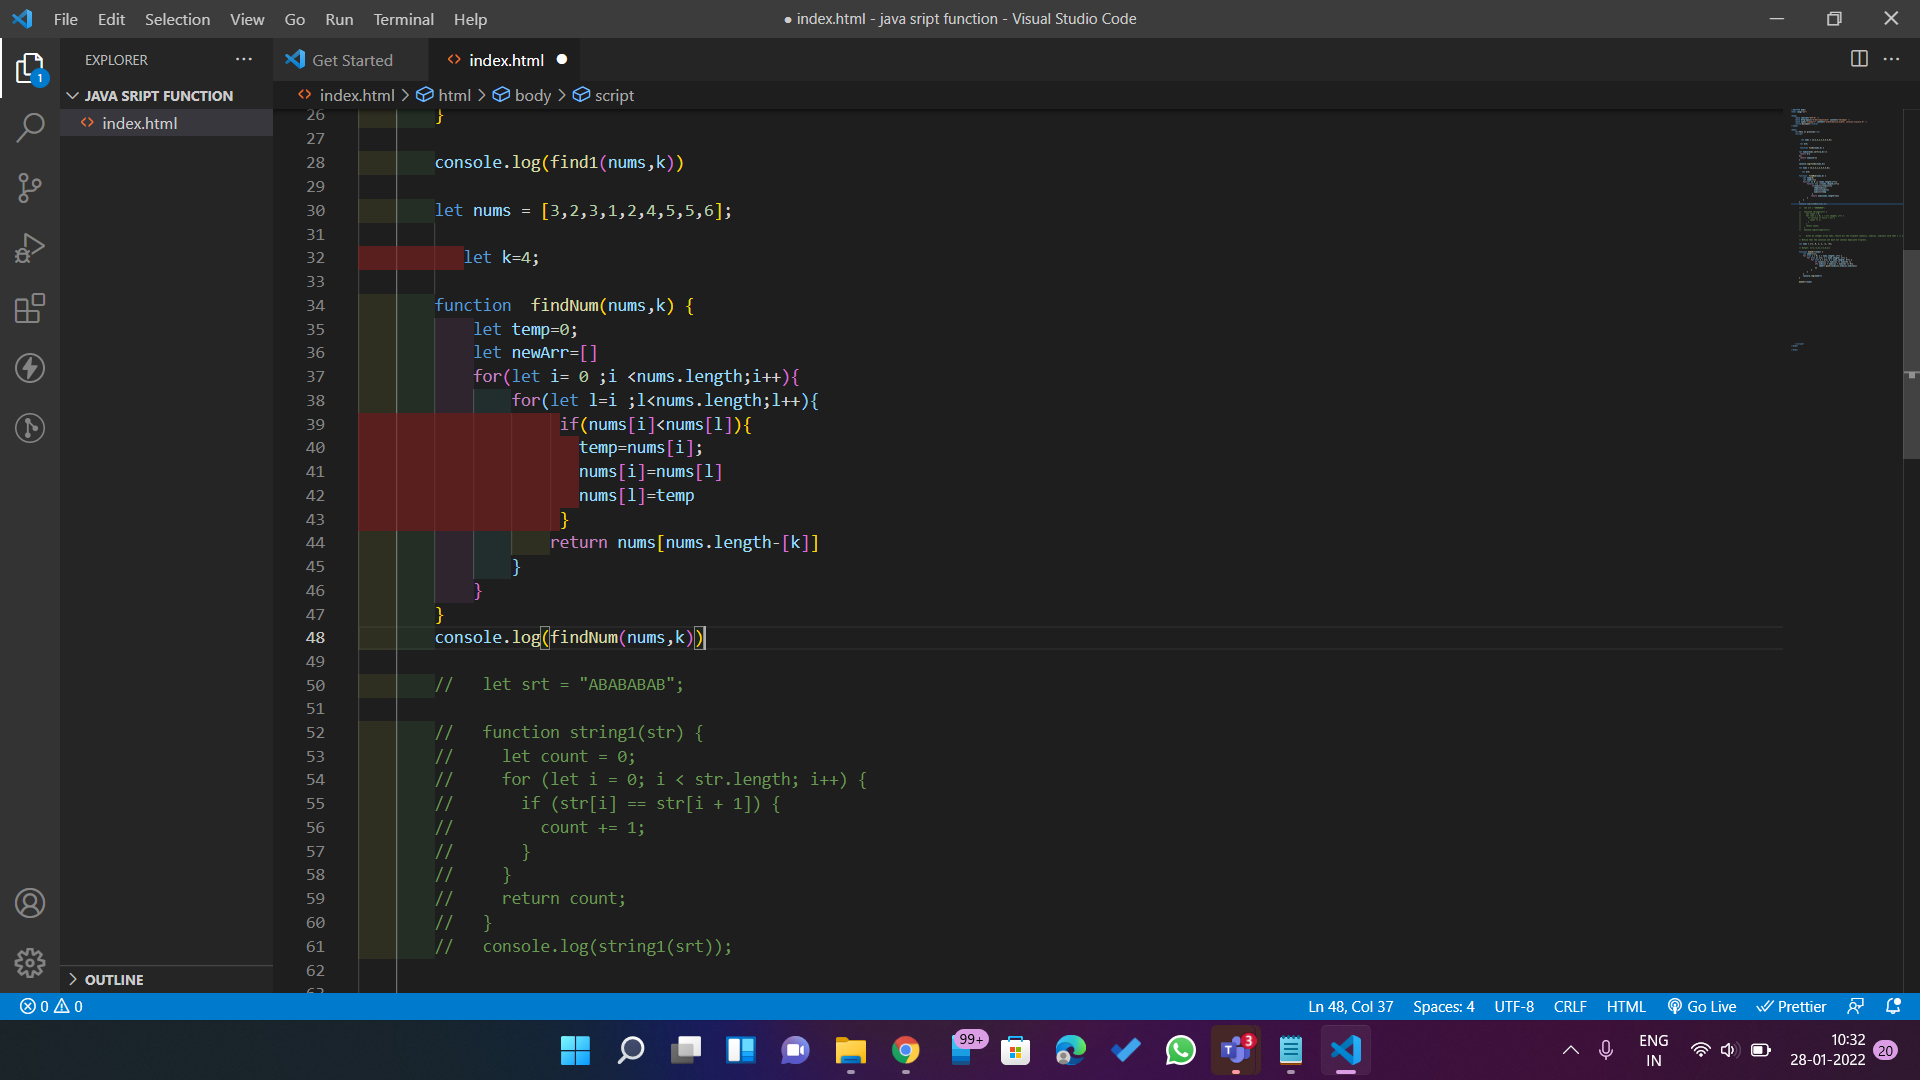 File Edit Selection View Go Run Terminal Help
● index.html - java sript function - Visual Studio Code
EXPLORER
Get Started
index.html
1
JAVA SRIPT FUNCTION
index.html > html > body > script
index.html
26 }
27
28 console.log(find1(nums,k))
29
30 let nums = [3,2,3,1,2,4,5,5,6];
31
32 let k=4;
33
34 function  findNum(nums,k) {
35 let temp=0;
36 let newArr=[]
37 for(let i= 0 ;i <nums.length;i++){
38 for(let l=i ;l<nums.length;l++){
39 if(nums[i]<nums[l]){
40 temp=nums[i];
41 nums[i]=nums[l]
42 nums[l]=temp
43 }
44 return nums[nums.length-[k]]
45 }
46 }
47 }
48 console.log(findNum(nums,k))
49
50 //   let srt = "ABABABAB";
51
52 //   function string1(str) {
53 //     let count = 0;
54 //     for (let i = 0; i < str.length; i++) {
55 //       if (str[i] == str[i + 1]) {
56 //         count += 1;
57 //       }
58 //     }
59 //     return count;
60 //   }
61 //   console.log(string1(srt));
62
OUTLINE
0 0
Ln 48, Col 37 Spaces: 4 UTF-8 CRLF HTML Go Live Prettier
99+
3
ENG
IN
10:32
28-01-2022
20